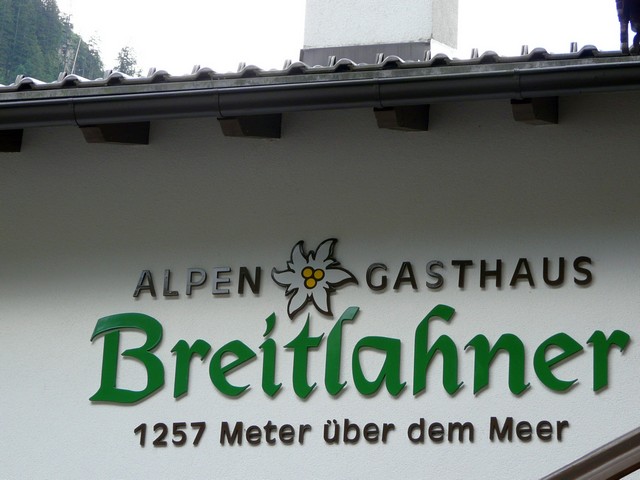 ALPEN GASTHAUS
Breitlahner
1257 Meter über dem Meer